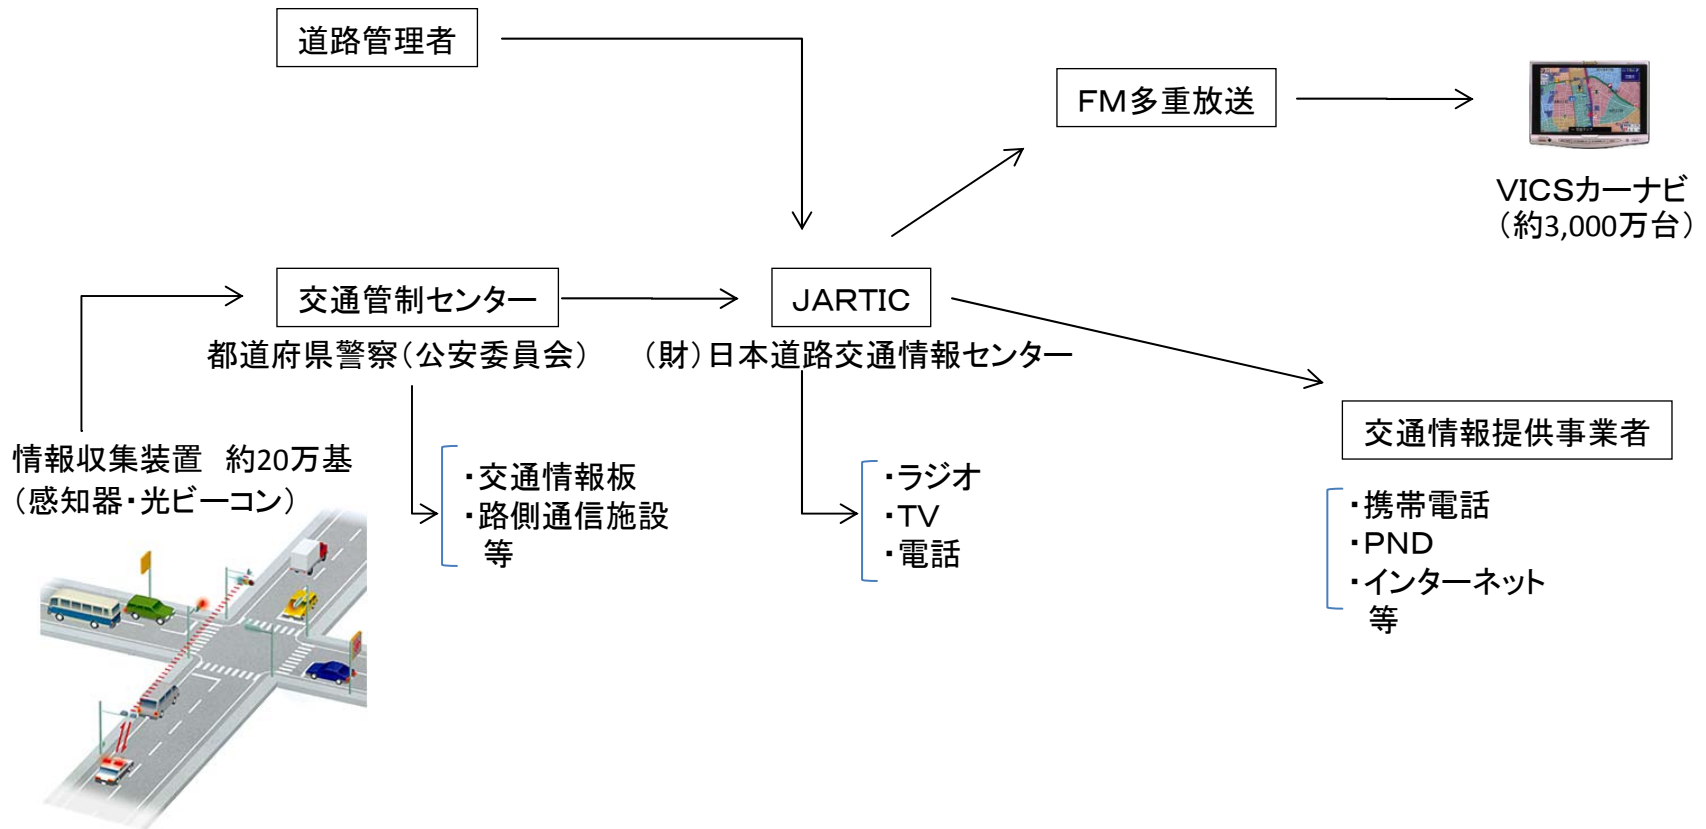 道路管理者
FM多重放送
VICSカーナビ
（約3,000万台）
交通管制センター
JARTIC
都道府県警察（公安委員会）
（財）日本道路交通情報センター
交通情報提供事業者
情報収集装置　約20万基
（感知器・光ビーコン）
・交通情報板
・路側通信施設
等
・ラジオ
・TV
・電話
・携帯電話
・PND
・インターネット
等